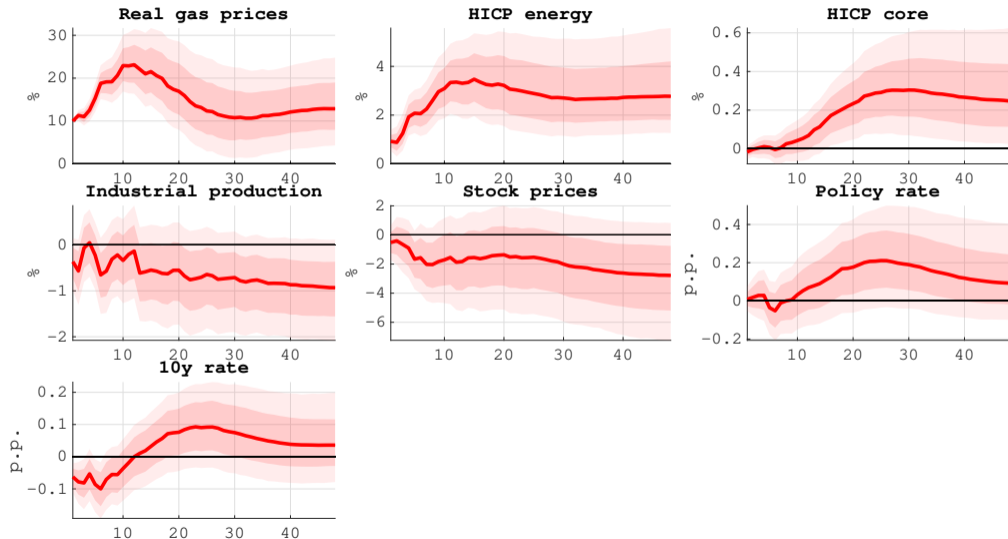 Real gas prices
HICP energy
HICP core
%
30
20
10
0
10 20 30 40
%
4
2
0
10 20 30 40
%
0.6
0.4
0.2
0
10 20 30 40
Industrial production
Stock prices
Policy rate
%
0
−1
−2
10 20 30 40
%
2
0
−2
−4
−6
10 20 30 40
p.p.
0.4
0.2
0
−0.2
10 20 30 40
10y rate
p.p.
0.2
0.1
0
−0.1
10 20 30 40